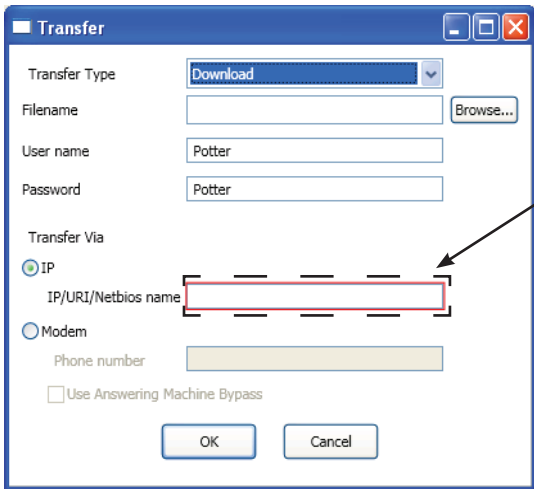 Transfer
Transfer Type Download
Filename Browse...
User name Potter
Password Potter
Transfer Via
IP
IP/URI/Netbios name
Modem
Phone number
Use Answering Machine Bypass
OK Cancel